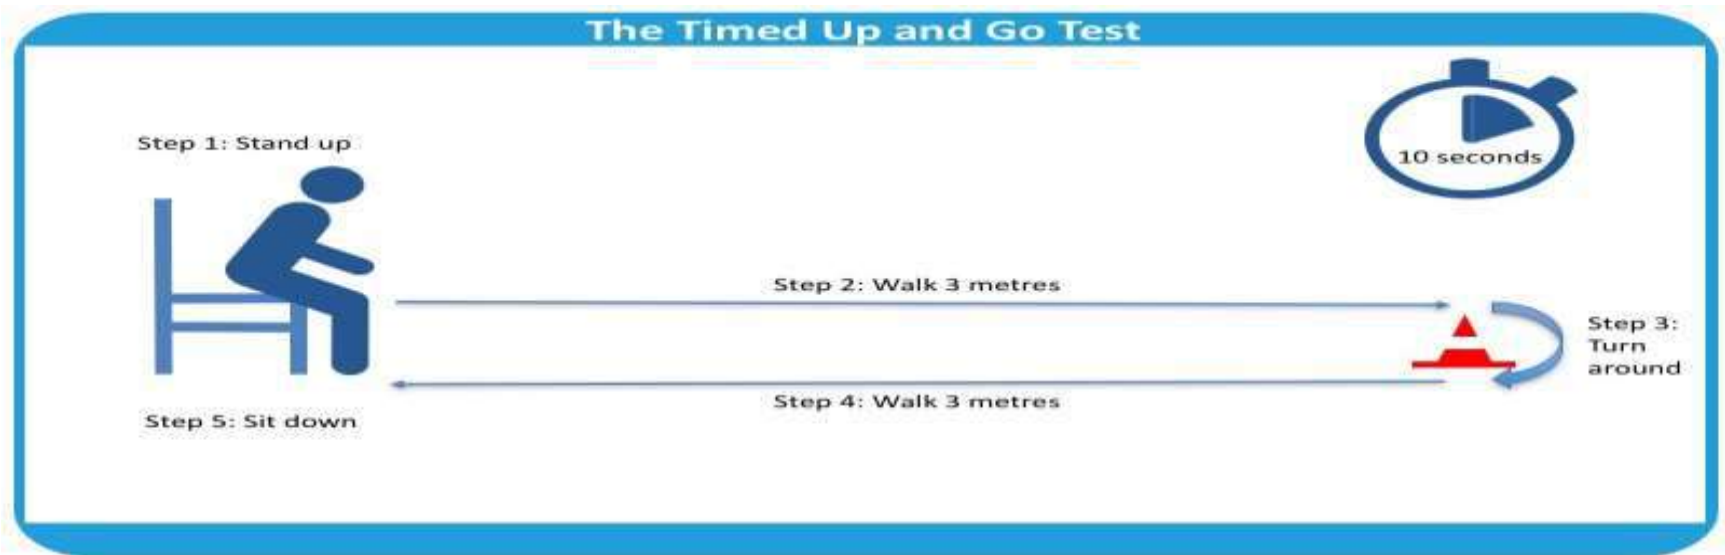 The Timed Up and Go Test
Step 1: Stand up
10 seconds
Step 2: Walk 3 metres
Step 3:
Turn
around
Step 4: Walk 3 metres
Step 5: Sit down